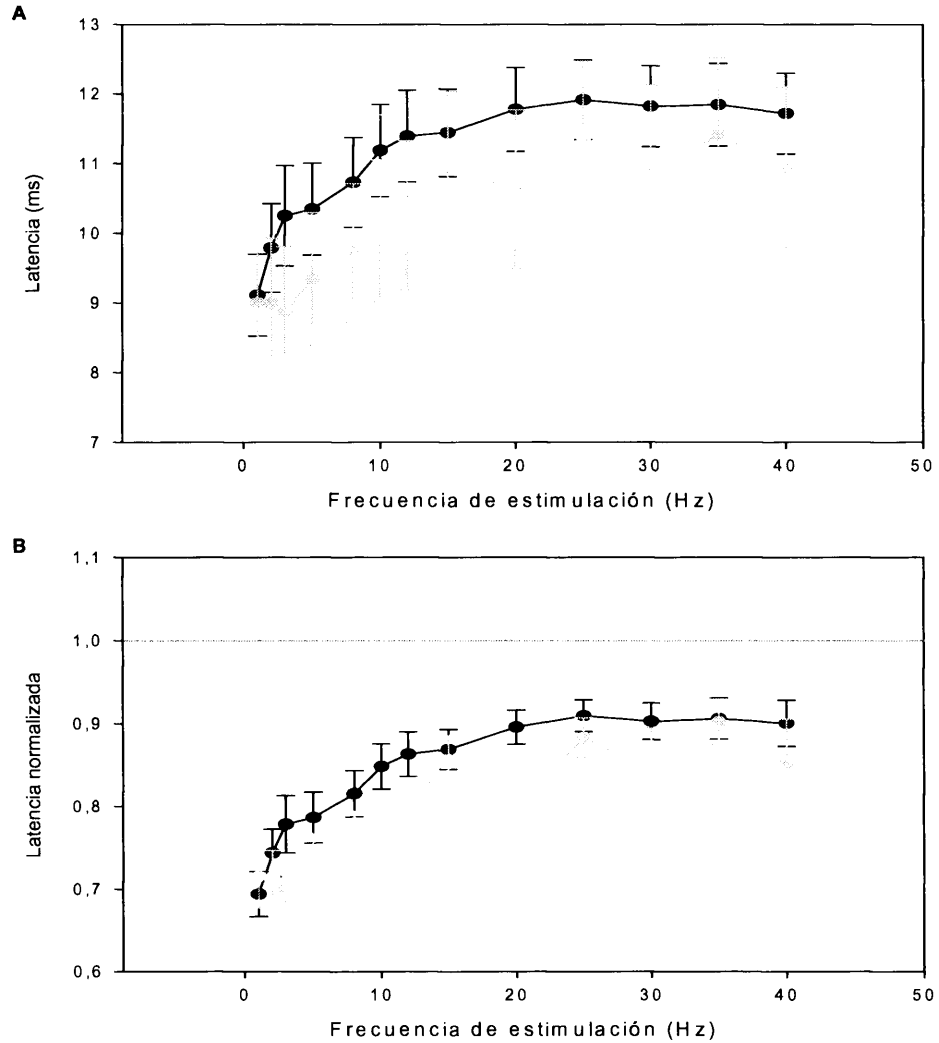 A
13
12
11
10
9
8
7
Latencia (ms)
0 10 20 30 40 50
Frecuencia de estimulación (Hz)
B
1,1
1,0
0,9
0,8
0,7
0,6
Latencia normalizada
0 10 20 30 40 50
Frecuencia de estimulación (Hz)